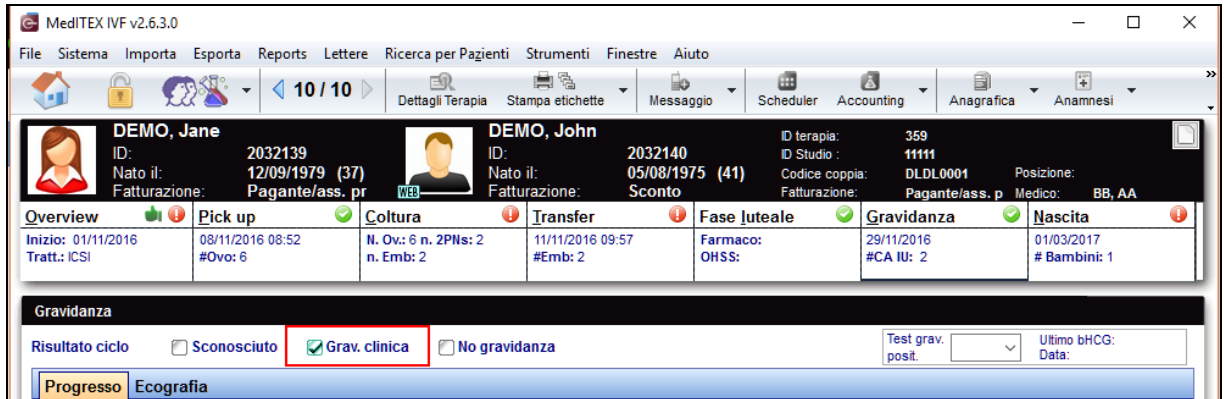 MedITEX IVF v2.6.3.0
File Sistema Importa Esporta Reports Lettere Ricerca per Pazienti Strumenti Finestre Aiuto
10 / 10
Dettagli Terapia Stampa etichette Messaggio Scheduler Accounting Anagrafica Anamnesi
DEMO, Jane
ID: 2032139
Nato il: 12/09/1979 (37)
Fatturazione: Pagante/ass. pr
WEB
DEMO, John
ID: 2032140
Nato il: 05/08/1975 (41)
Fatturazione: Sconto
ID terapia: 359
ID Studio : 11111
Codice coppia: DLDL0001 Posizione:
Fatturazione: Pagante/ass. p Medico: BB, AA
Overview
Inizio: 01/11/2016
Tratt.: ICSI
Pick up
08/11/2016 08:52
#Ovo: 6
Coltura
N. Ov.: 6 n. 2PNs: 2
n. Emb: 2
Transfer
11/11/2016 09:57
#Emb: 2
Fase luteale
Farmaco:
OHSS:
Gravidanza
29/11/2016
#CA IU: 2
Nascita
01/03/2017
# Bambini: 1
Gravidanza
Risultato ciclo Sconosciuto Grav. clinica No gravidanza
Test grav.
posit.
Ultimo bHCG:
Data:
Progresso Ecografia